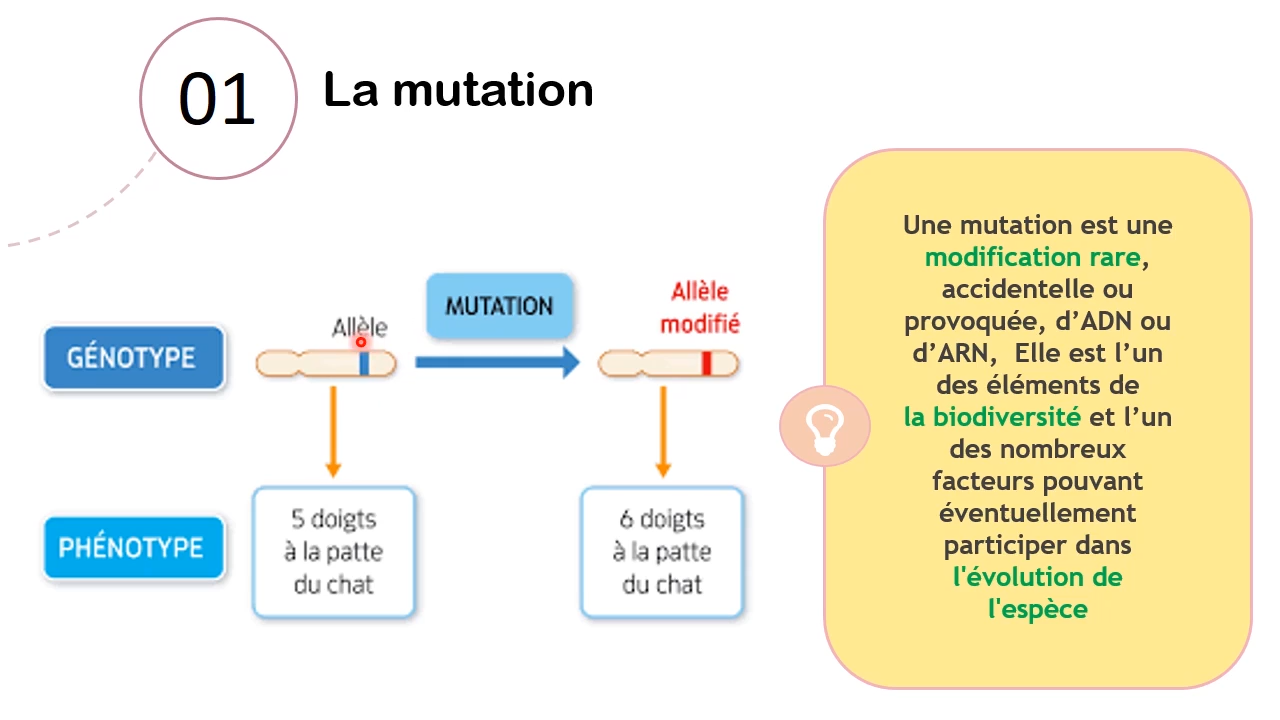 01
La mutation
MUTATION
Allèle
modifié
Allèle
GÉNOTYPE
PHÉNOTYPE
5 doigts
à la patte
du chat
6 doigts
à la patte
du chat
Une mutation est une
modification rare,
accidentelle ou
provoquée, d’ADN ou
d’ARN, Elle est l’un
des éléments de
la biodiversité et l’un
des nombreux
facteurs pouvant
éventuellement
participer dans
l'évolution de
l'espèce